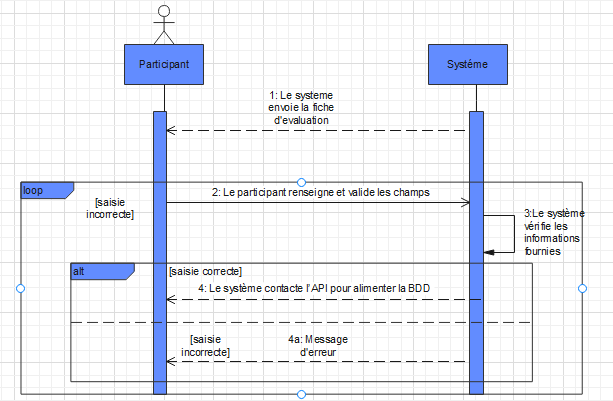 Participant
Systéme
1: Le systeme
envoie la fiche
d'evaluation
loop
[saisie
incorrecte]
2: Le participant renseigne et valide les champs
3:Le système
vérifie les
informations
fournies
alt
[saisie correcte]
4: Le système contacte l'API pour alimenter la BDD
[saisie
incorrecte]
4a: Message
d'erreur